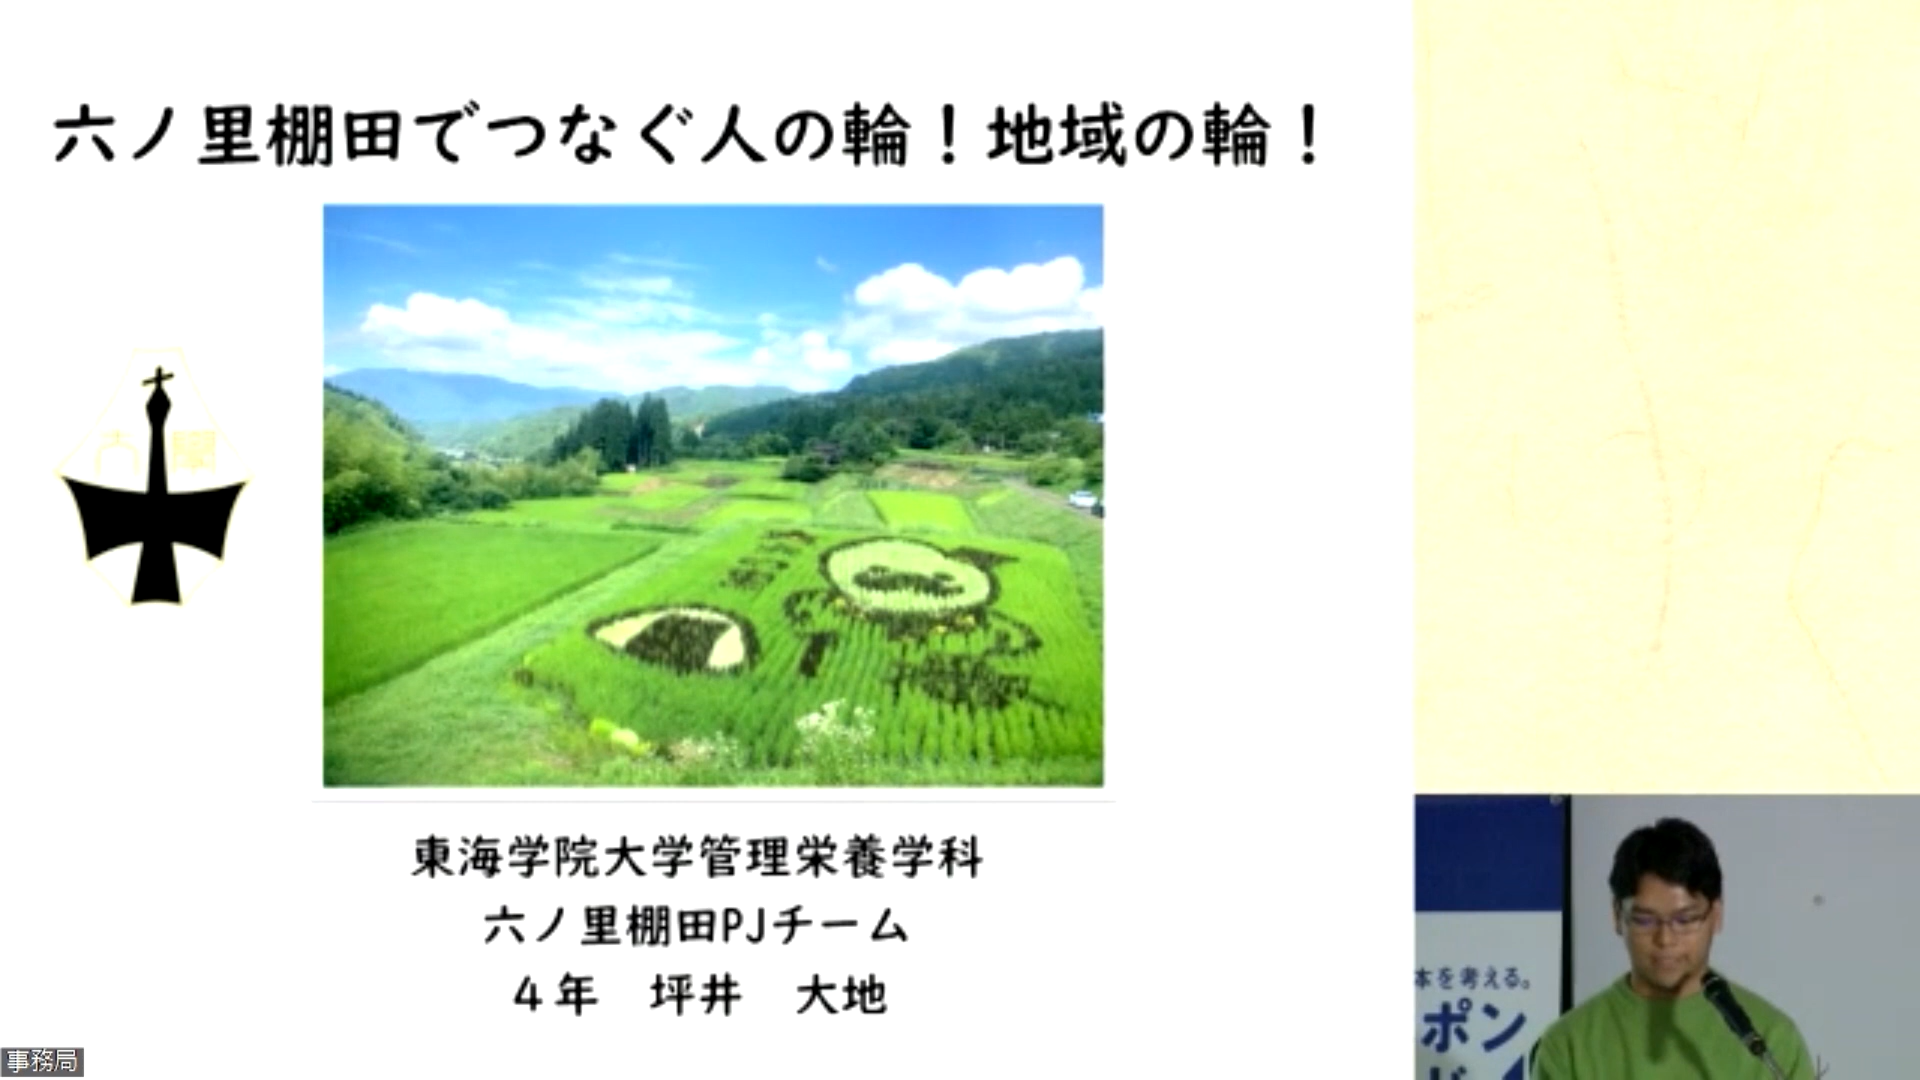 六ノ里棚田でつなぐ人の輪！地域の輪！
大 學
東海学院大学管理栄養学科
六ノ里棚田PJチーム
４年　坪井　大地
事務局
本を考える。
ポン